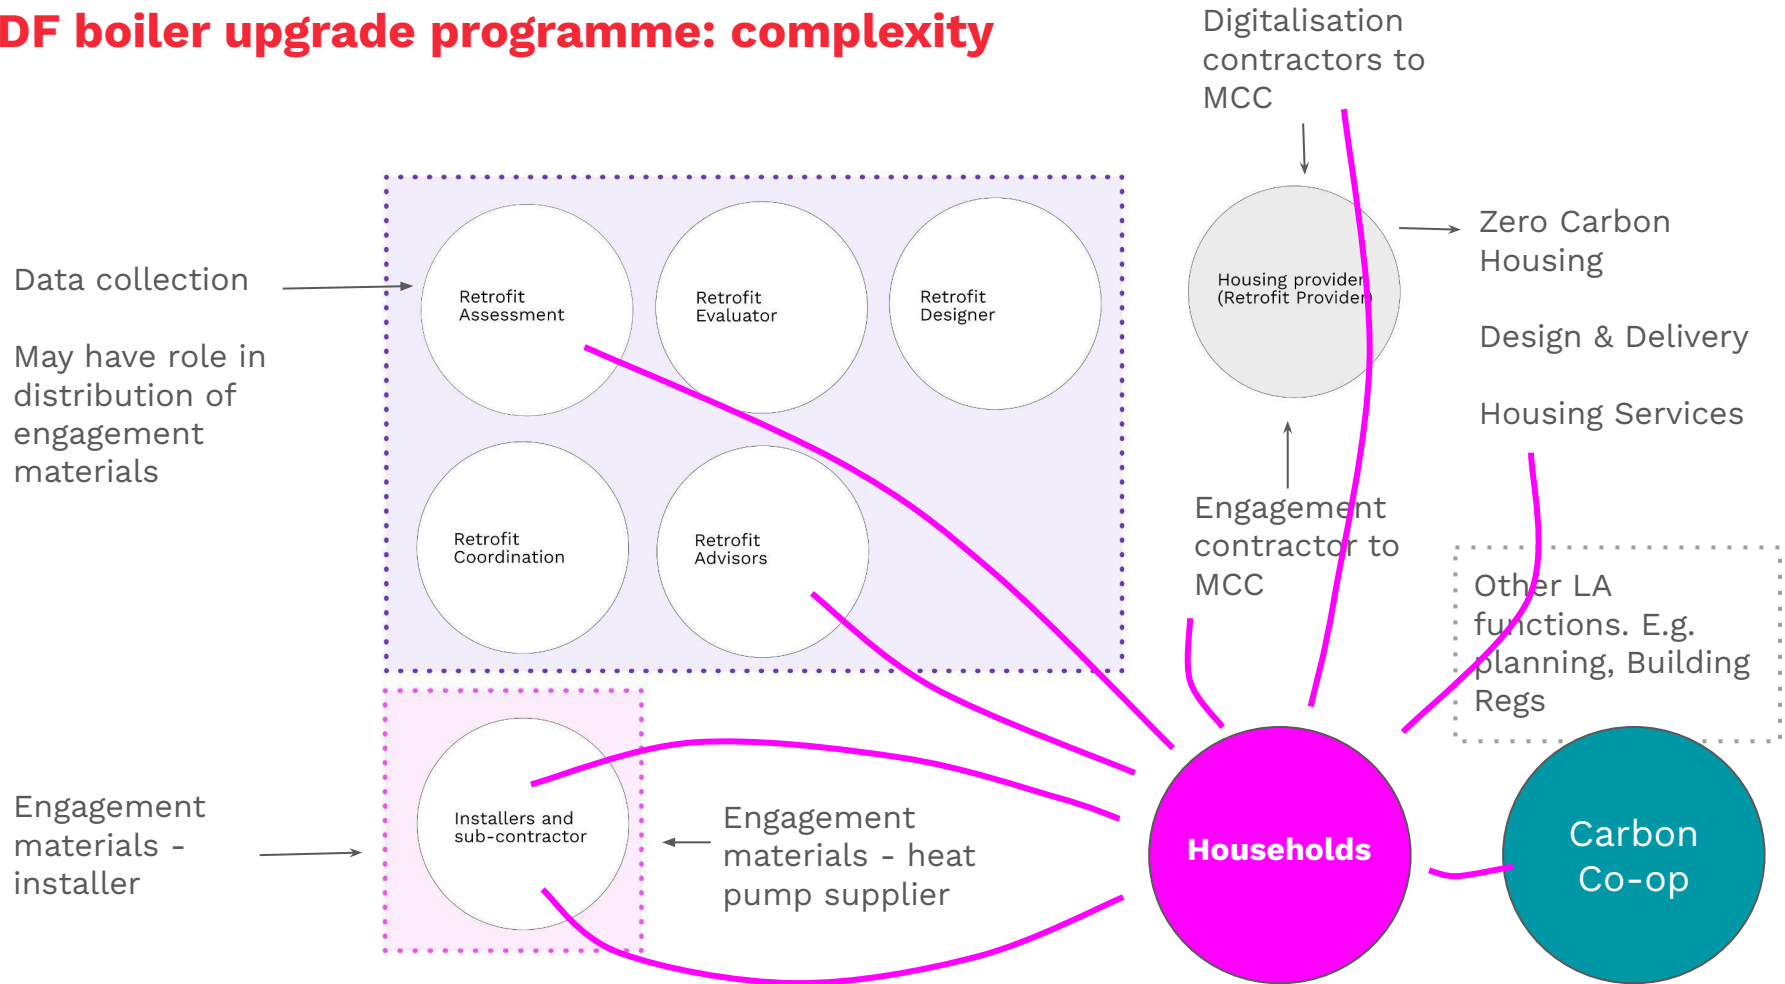 DF boiler upgrade programme: complexity
Digitalisation
contractors to
MCC
Data collection
May have role in
distribution of
engagement
materials
Retrofit
Assessment
Retrofit
Evaluator
Retrofit
Designer
Housing provider
(Retrofit Provider)
Zero Carbon
Housing
Design & Delivery
Housing Services
Retrofit
Coordination
Retrofit
Advisors
Engagement
contractor to
MCC
Other LA
functions. E.g.
planning, Building
Regs
Engagement
materials -
installer
Installers and
sub-contractor
Engagement
materials - heat
pump supplier
Households
Carbon
Co-op